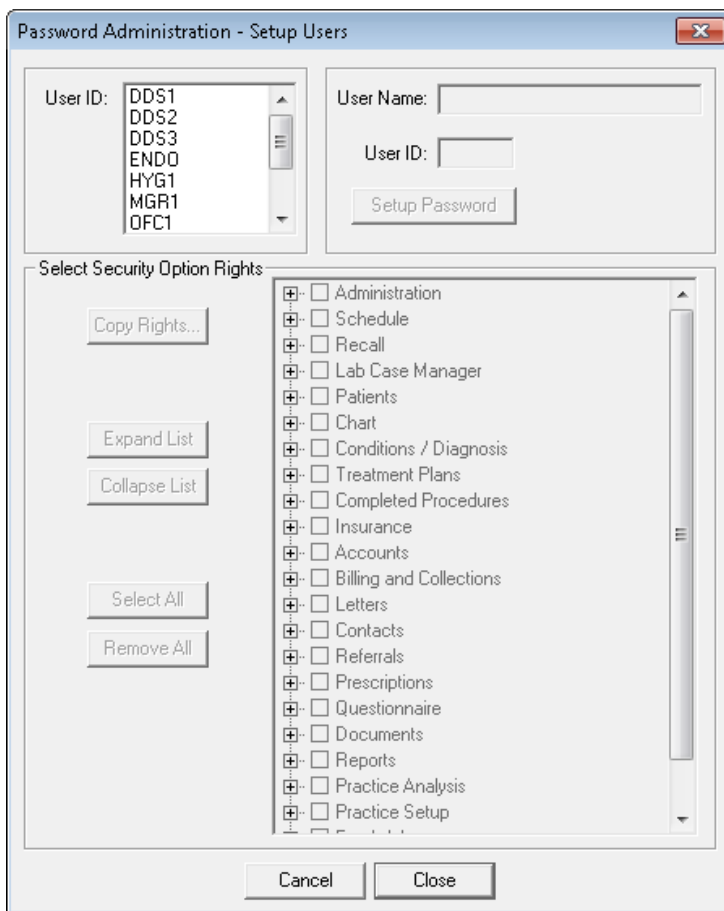 Password Administration - Setup Users
User ID:
DDS1
DDS2
DDS3
ENDO
HYG1
MGR1
OFC1
User Name:
User ID:
Setup Password
Select Security Option Rights
Copy Rights...
Expand List
Collapse List
Select All
Remove All
Administration
Schedule
Recall
Lab Case Manager
Patients
Chart
Conditions / Diagnosis
Treatment Plans
Completed Procedures
Insurance
Accounts
Billing and Collections
Letters
Contacts
Referrals
Prescriptions
Questionnaire
Documents
Reports
Practice Analysis
Practice Setup
Cancel
Close